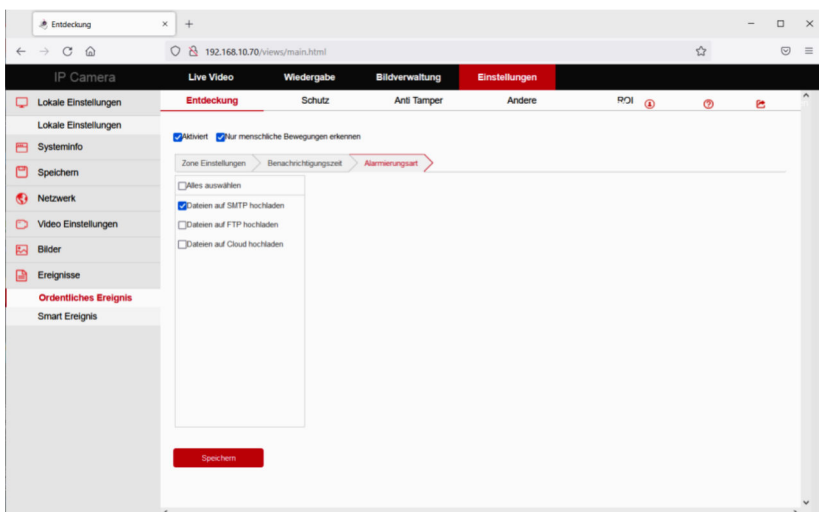 Entdeckung
192.168.10.70/views/main.html
IP Camera
Live Video
Wiedergabe
Bildverwaltung
Einstellungen
Lokale Einstellungen
Entdeckung
Schutz
Anti Tamper
Andere
ROI
Lokale Einstellungen
Aktiviert
Nur menschliche Bewegungen erkennen
Systeminfo
Zone Einstellungen
Benachrichtigungszeit
Alarmierungsart
Speichern
Alles auswählen
Netzwerk
Dateien auf SMTP hochladen
Video Einstellungen
Dateien auf FTP hochladen
Bilder
Dateien auf Cloud hochladen
Ereignisse
Ordentliches Ereignis
Smart Ereignis
Speichern